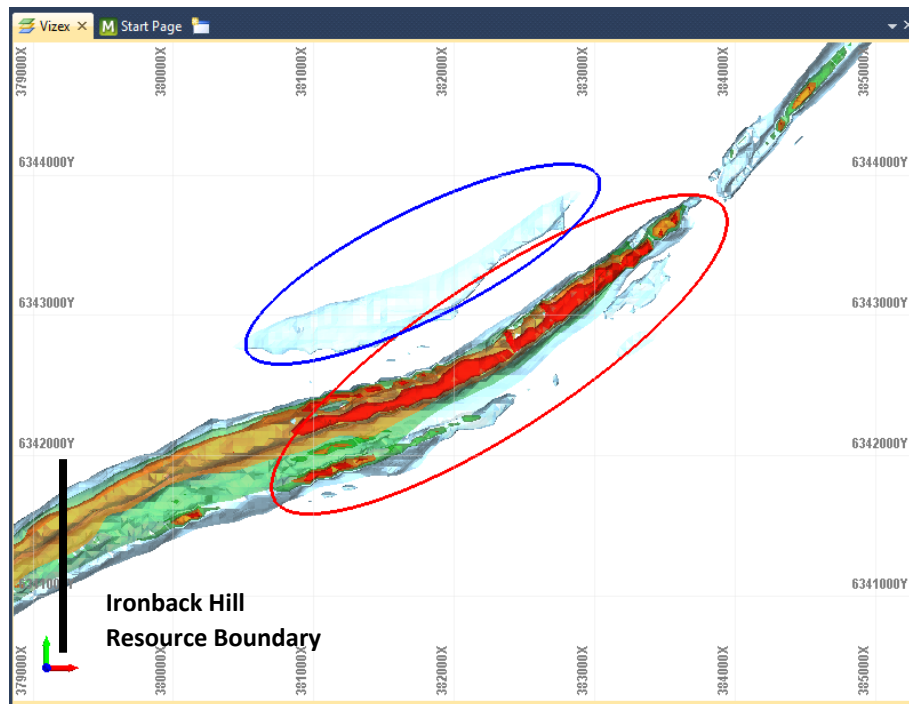 Vizex
Start Page
379000X
380000X
381000X
382000X
383000X
384000X
385000X
6344000Y
6344000Y
6343000Y
6343000Y
6342000Y
6342000Y
6341000Y
6341000Y
Ironback Hill
Resource Boundary
379000X
380000X
381000X
382000X
383000X
384000X
385000X